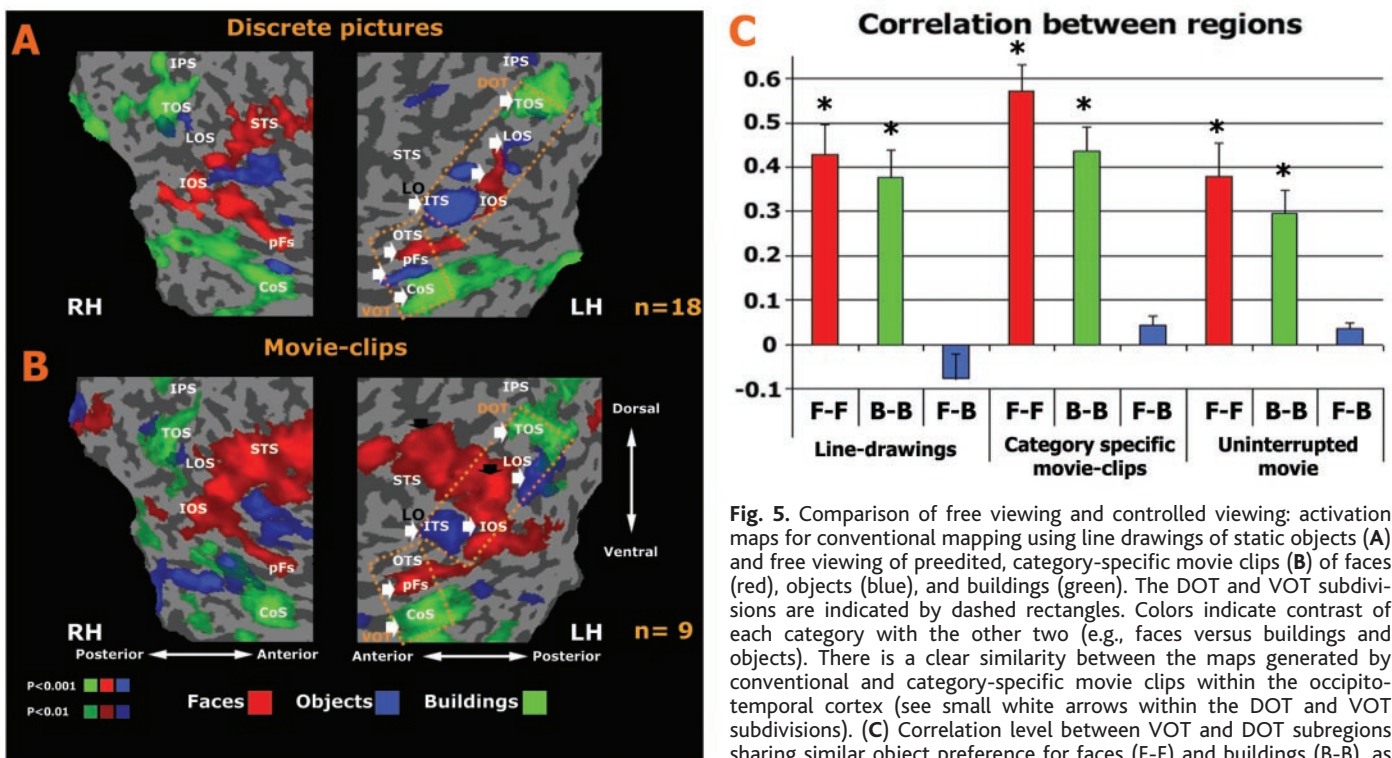 A
Discrete pictures
IPS
TOS
LOS
STS
IOS
pFs
CoS
RH
IPS
DOT
TOS
LOS
STS
LO
ITS
IOS
OTS
pFs
CoS
VOT
LH
n=18
B
Movie-clips
IPS
TOS
LOS
STS
IOS
pFs
CoS
RH
Posterior
Anterior
IPS
DOT
TOS
LOS
STS
LO
ITS
IOS
OTS
pFs
CoS
VOT
LH
Dorsal
Ventral
n= 9
Anterior
Posterior
P<0.001
P<0.01
Faces
Objects
Buildings
C
Correlation between regions
0.6
0.5
0.4
0.3
0.2
0.1
0
-0.1
* * * * * *
F-F B-B F-B F-F B-B F-B F-F B-B F-B
Line-drawings
Category specific
movie-clips
Uninterrupted
movie
Fig. 5. Comparison of free viewing and controlled viewing: activation
maps for conventional mapping using line drawings of static objects (A)
and free viewing of preedited, category-specific movie clips (B) of faces
(red), objects (blue), and buildings (green). The DOT and VOT subdivi-
sions are indicated by dashed rectangles. Colors indicate contrast of
each category with the other two (e.g., faces versus buildings and
objects). There is a clear similarity between the maps generated by
conventional and category-specific movie clips within the occipito-
temporal cortex (see small white arrows within the DOT and VOT
subdivisions). (C) Correlation level between VOT and DOT subregions
sharing similar object preference for faces (F-F) and buildings (B-B), as